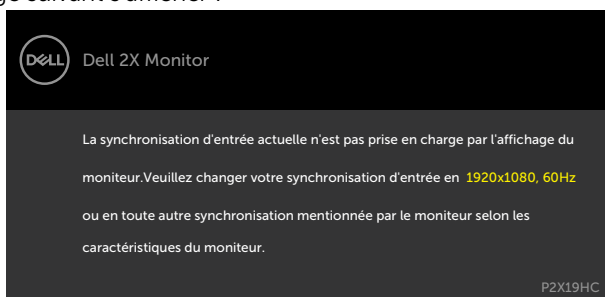 DELL
Dell 2X Monitor
La synchronisation d'entrée actuelle n'est pas prise en charge par l'affichage du
moniteur.Veuillez changer votre synchronisation d'entrée en 1920x1080, 60Hz
ou en toute autre synchronisation mentionnée par le moniteur selon les
caractéristiques du moniteur.
P2X19HC